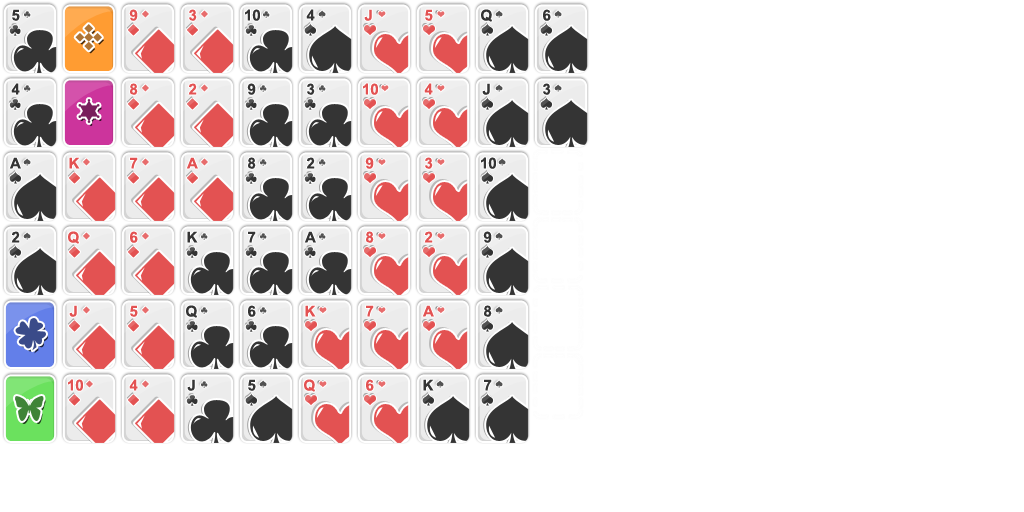 5 9 3 10 4 J 5 Q 6
4 8 2 9 3 10 4 J 3
A K 7 A 8 2 9 3 10
2 Q 6 K 7 A 8 2 9
J 5 Q 6 K 7 A 8
10 4 J 5 Q 6 K 7